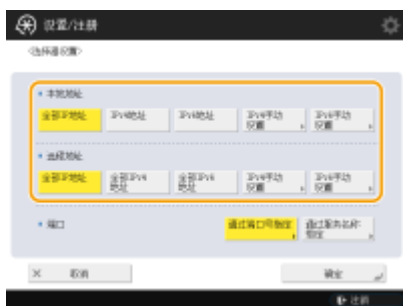 设置/注册
<选择器设置>
• 本地地址
全部IP地址
IPv4地址
IPv6地址
IPv4手动
设置
IPv6手动
设置
• 远程地址
全部IP地址
全部IPv4
地址
全部IPv6
地址
IPv4手动
设置
IPv6手动
设置
• 端口
通过端口号指定
通过服务名称
指定
× 取消
确定
注销